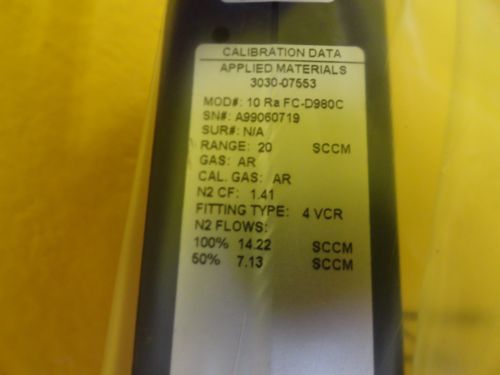 CALIBRATION DATA
APPLIED MATERIALS
3030-07553
MOD#: 10 Ra FC-D980C
SN#: A99060719
SUR#: N/A
RANGE: 20 SCCM
GAS: AR
CAL. GAS: AR
N2 CF: 1.41
FITTING TYPE: 4 VCR
N2 FLOWS:
100% 14.22 SCCM
50% 7.13 SCCM